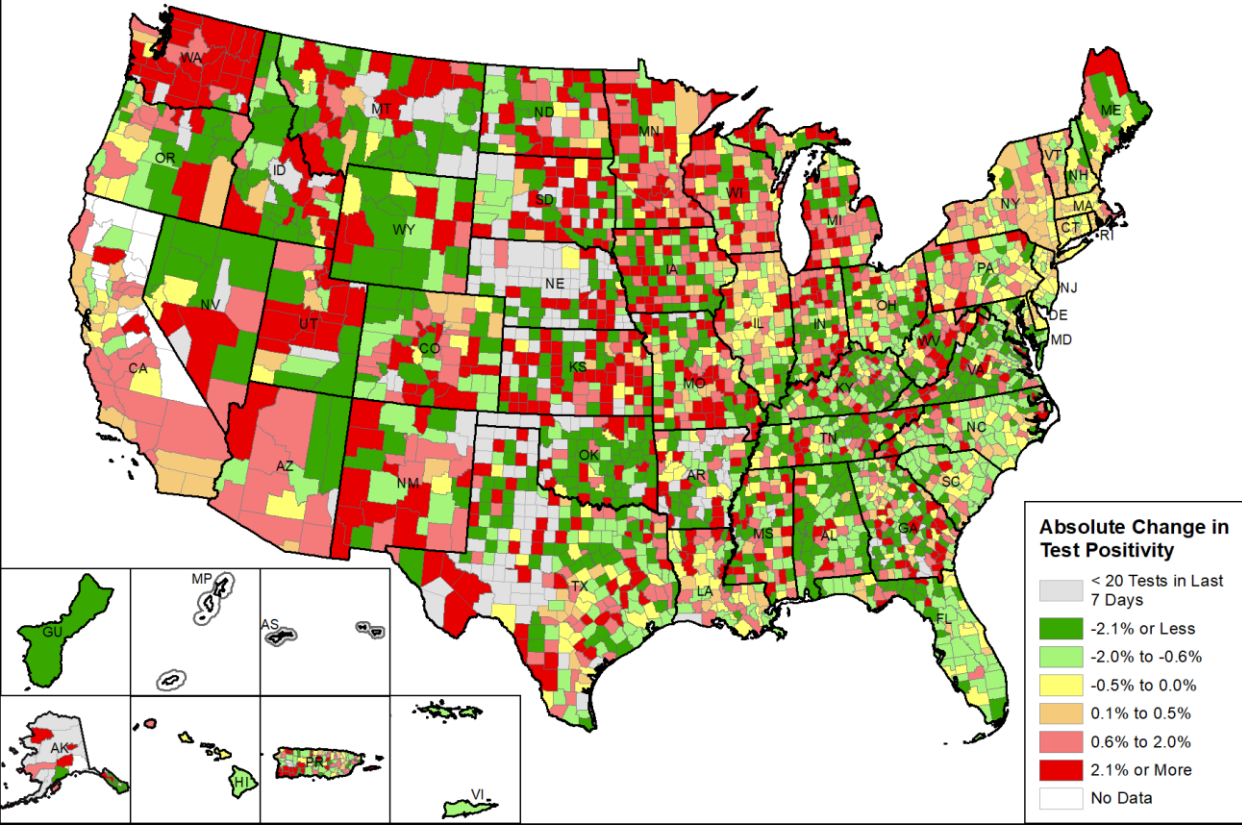 WA
MT
ND
MN
ME
OR
ID
SD
WI
VT
NH
NY
MA
CT
RI
MI
WY
IA
NE
PA
NJ
NV
UT
CO
IL
IN
OH
DE
MD
WV
VA
CA
KS
MO
KY
NC
TN
AZ
NM
OK
AR
SC
MS
AL
GA
TX
LA
FL
GU
MP
AS
AK
HI
PR
VI
Absolute Change in
Test Positivity
< 20 Tests in Last
7 Days
-2.1% or Less
-2.0% to -0.6%
-0.5% to 0.0%
0.1% to 0.5%
0.6% to 2.0%
2.1% or More
No Data